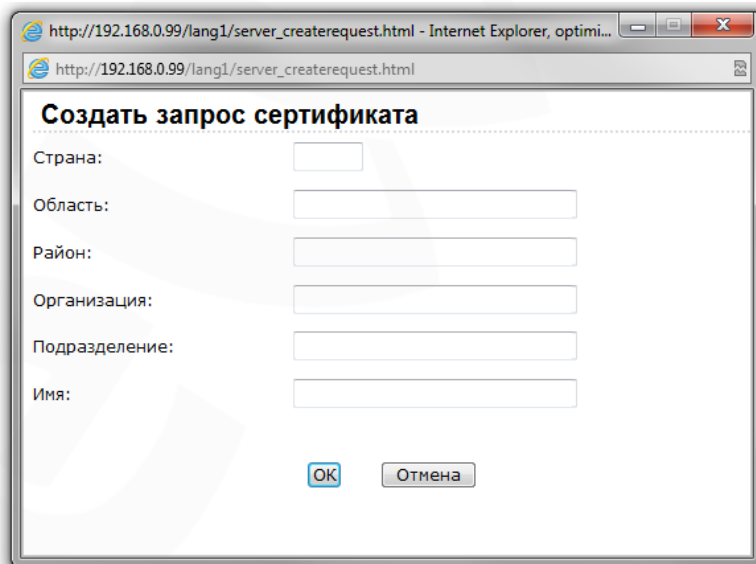 http://192.168.0.99/lang1/server_createrequest.html - Internet Explorer, optimi...
http://192.168.0.99/lang1/server_createrequest.html
Создать запрос сертификата
Страна:
Область:
Район:
Организация:
Подразделение:
Имя:
OK Отмена